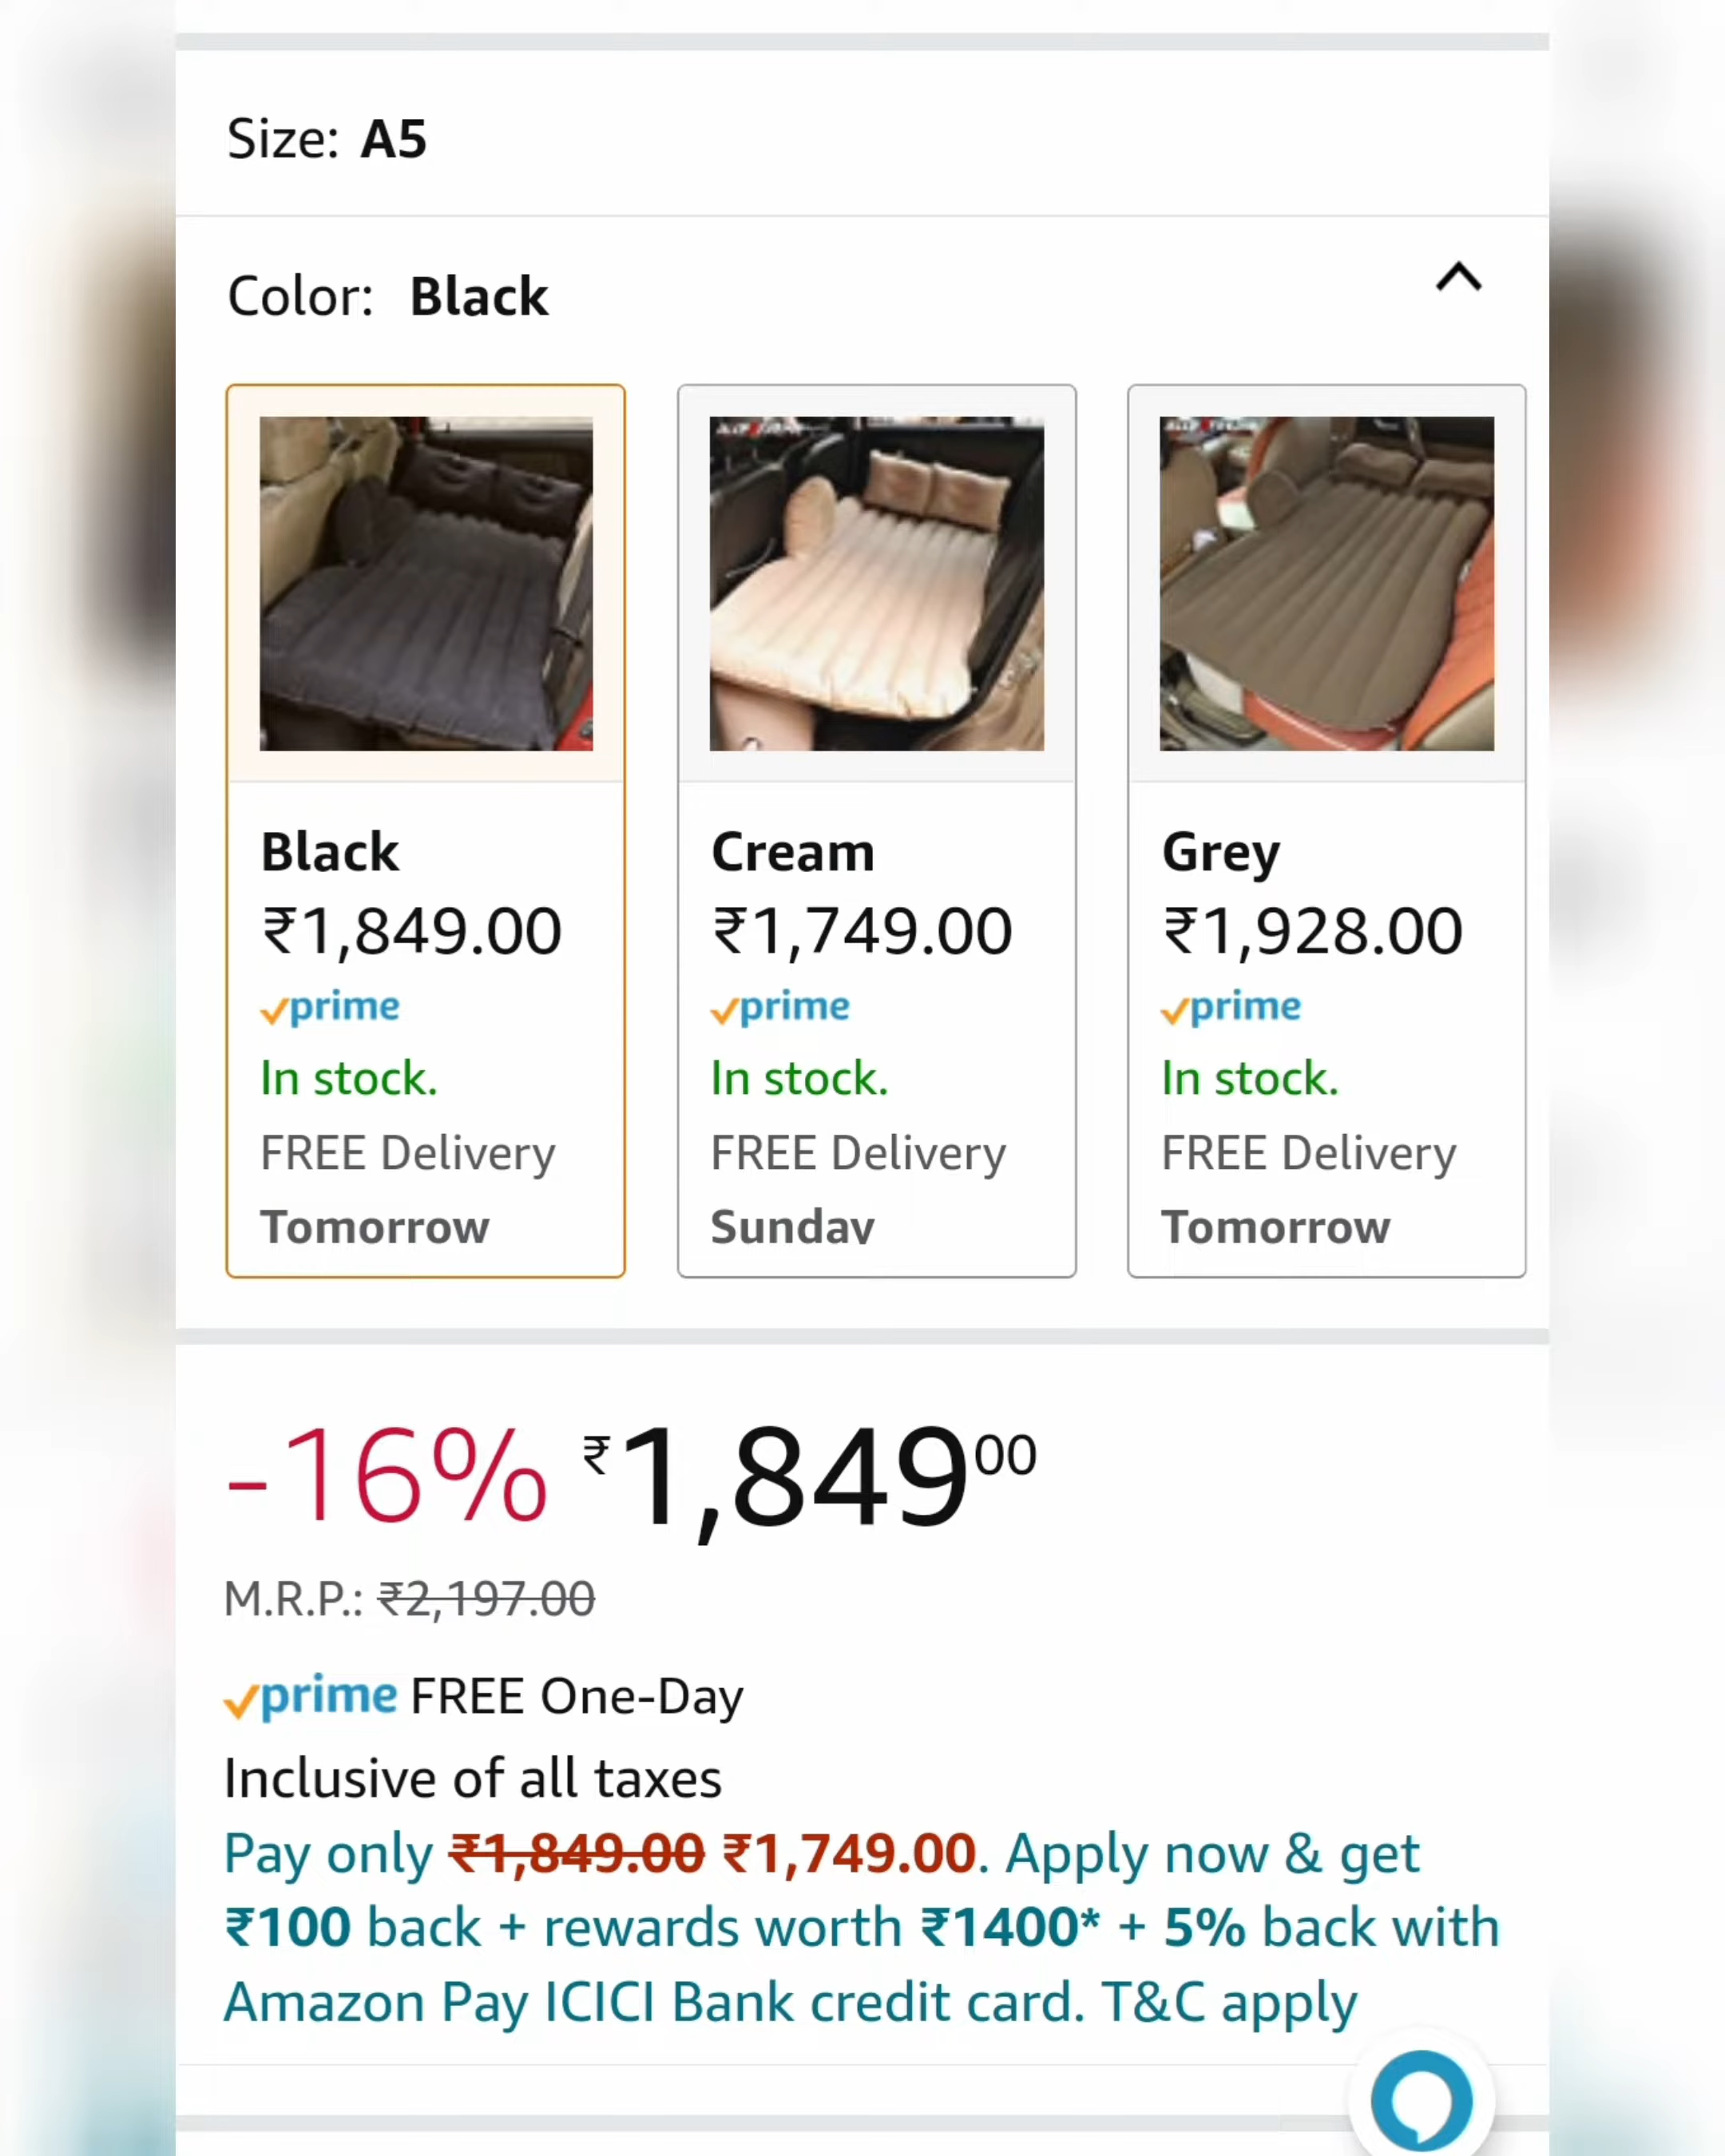 Size: A5
Color: Black
Black
₹1,849.00
prime
In stock.
FREE Delivery
Tomorrow
Cream
₹1,749.00
prime
In stock.
FREE Delivery
Sunday
Grey
₹1,928.00
prime
In stock.
FREE Delivery
Tomorrow
-16% ₹1,84900
M.R.P.: ₹2,197.00
prime FREE One-Day
Inclusive of all taxes
Pay only ₹1,849.00 ₹1,749.00. Apply now & get
₹100 back + rewards worth ₹1400* + 5% back with
Amazon Pay ICICI Bank credit card. T&C apply